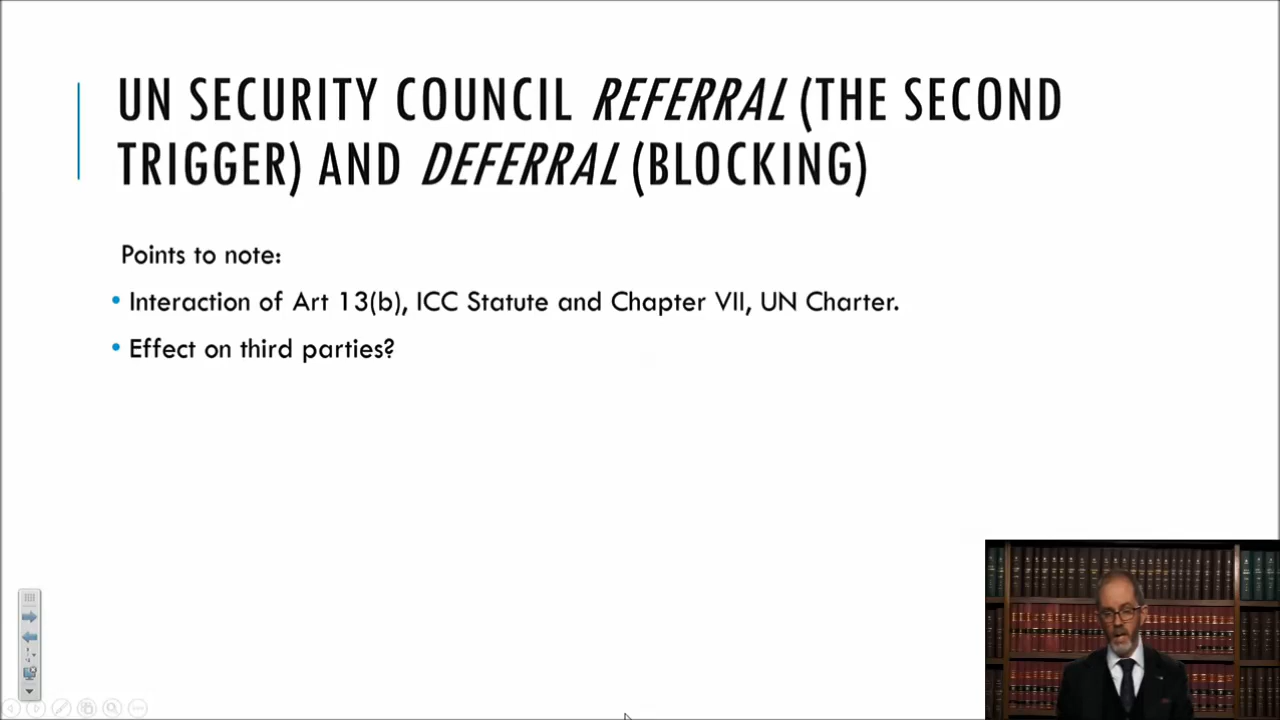 UN SECURITY COUNCIL REFERRAL (THE SECOND
TRIGGER) AND DEFERRAL (BLOCKING)
Points to note:
• Interaction of Art 13(b), ICC Statute and Chapter VII, UN Charter.
• Effect on third parties?